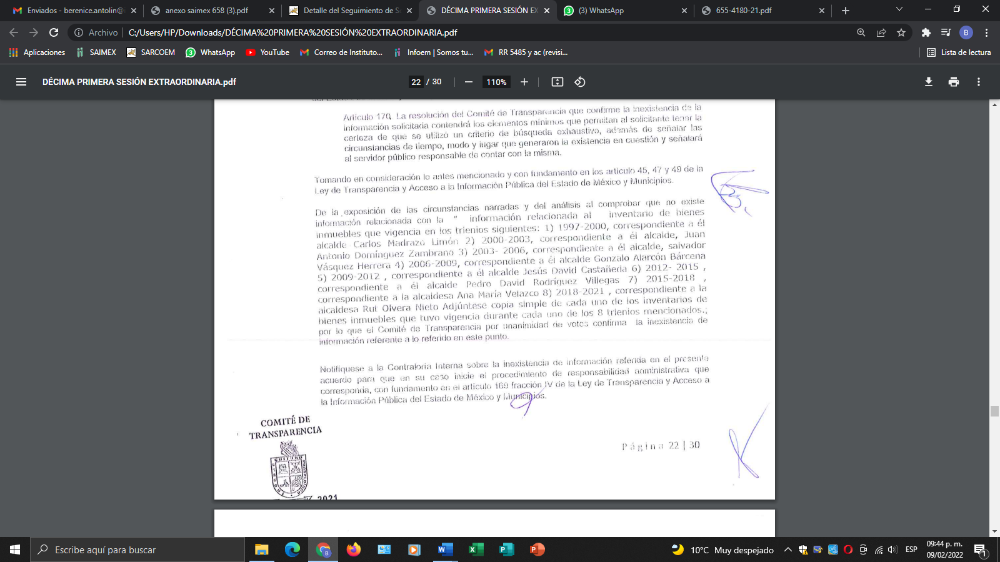 Enviados - berenice.antolin@i
anexo saimex 658 (3).pdf
Detalle del Seguimiento de So
DÉCIMA PRIMERA SESIÓN EX
(3) WhatsApp
655-4180-21.pdf
Archivo
C:/Users/HP/Downloads/DÉCIMA%20PRIMERA%20SESIÓN%20EXTRAORDINARIA.pdf
B
Aplicaciones
SAIMEX
SARCOEM
WhatsApp
YouTube
Correo de Instituto...
Infoem | Somos tu...
RR 5485 y ac (revisi...
Lista de lectura
DÉCIMA PRIMERA SESIÓN EXTRAORDINARIA.pdf
22 / 30
110%
Artículo 170. La resolución del Comité de Transparencia que confirme la inexistencia de la
información solicitada contendrá los elementos mínimos que permitan al solicitante tener la
certeza de que se utilizó un criterio de búsqueda exhaustivo, además de señalar las
circunstancias de tiempo, modo y lugar que generaron la existencia en cuestión y señalará
al servidor público responsable de contar con la misma.
Tomando en consideración lo antes mencionado y con fundamento en los artículo 45, 47 y 49 de la
Ley de Transparencia y Acceso a la Información Pública del Estado de México y Municipios.
De la exposición de las circunstancias narradas y del análisis al comprobar que no existe
información relacionada con la " información relacionada al inventario de bienes
inmuebles que vigencia en los trienios siguientes: 1) 1997-2000, correspondiente a él
alcalde Carlos Madrazo Limón 2) 2000-2003, correspondiente a él alcalde, Juan
Antonio Domínguez Zambrano 3) 2003- 2006, correspondiente a él alcalde, salvador
Vásquez Herrera 4) 2006-2009, correspondiente a él alcalde Gonzalo Alarcón Bárcena
5) 2009-2012 , correspondiente a él alcalde Jesús David Castañeda 6) 2012- 2015 ,
correspondiente a él alcalde Pedro David Rodríguez Villegas 7) 2015-2018 ,
correspondiente a la alcaldesa Ana María Velazco 8) 2018-2021 , correspondiente a la
alcaldesa Rut Olvera Nieto Adjúntese copia simple de cada uno de los inventarios de
bienes inmuebles que tuvo vigencia durante cada uno de los 8 trienios mencionados.;
por lo que el Comité de Transparencia por unanimidad de votos confirma la inexistencia de
información referente a lo referido en este punto.
Notifíquese a la Contraloría Interna sobre la inexistencia de información referida en el presente
acuerdo para que en su caso inicie el procedimiento de responsabilidad administrativa que
corresponda, con fundamento en el artículo 169 fracción IV de la Ley de Transparencia y Acceso a
la Información Pública del Estado de México y Municipios.
COMITÉ DE
TRANSPARENCIA
2021
Página 22 | 30
Escribe aquí para buscar
10°C Muy despejado
ESP
09:44 p. m.
09/02/2022
1